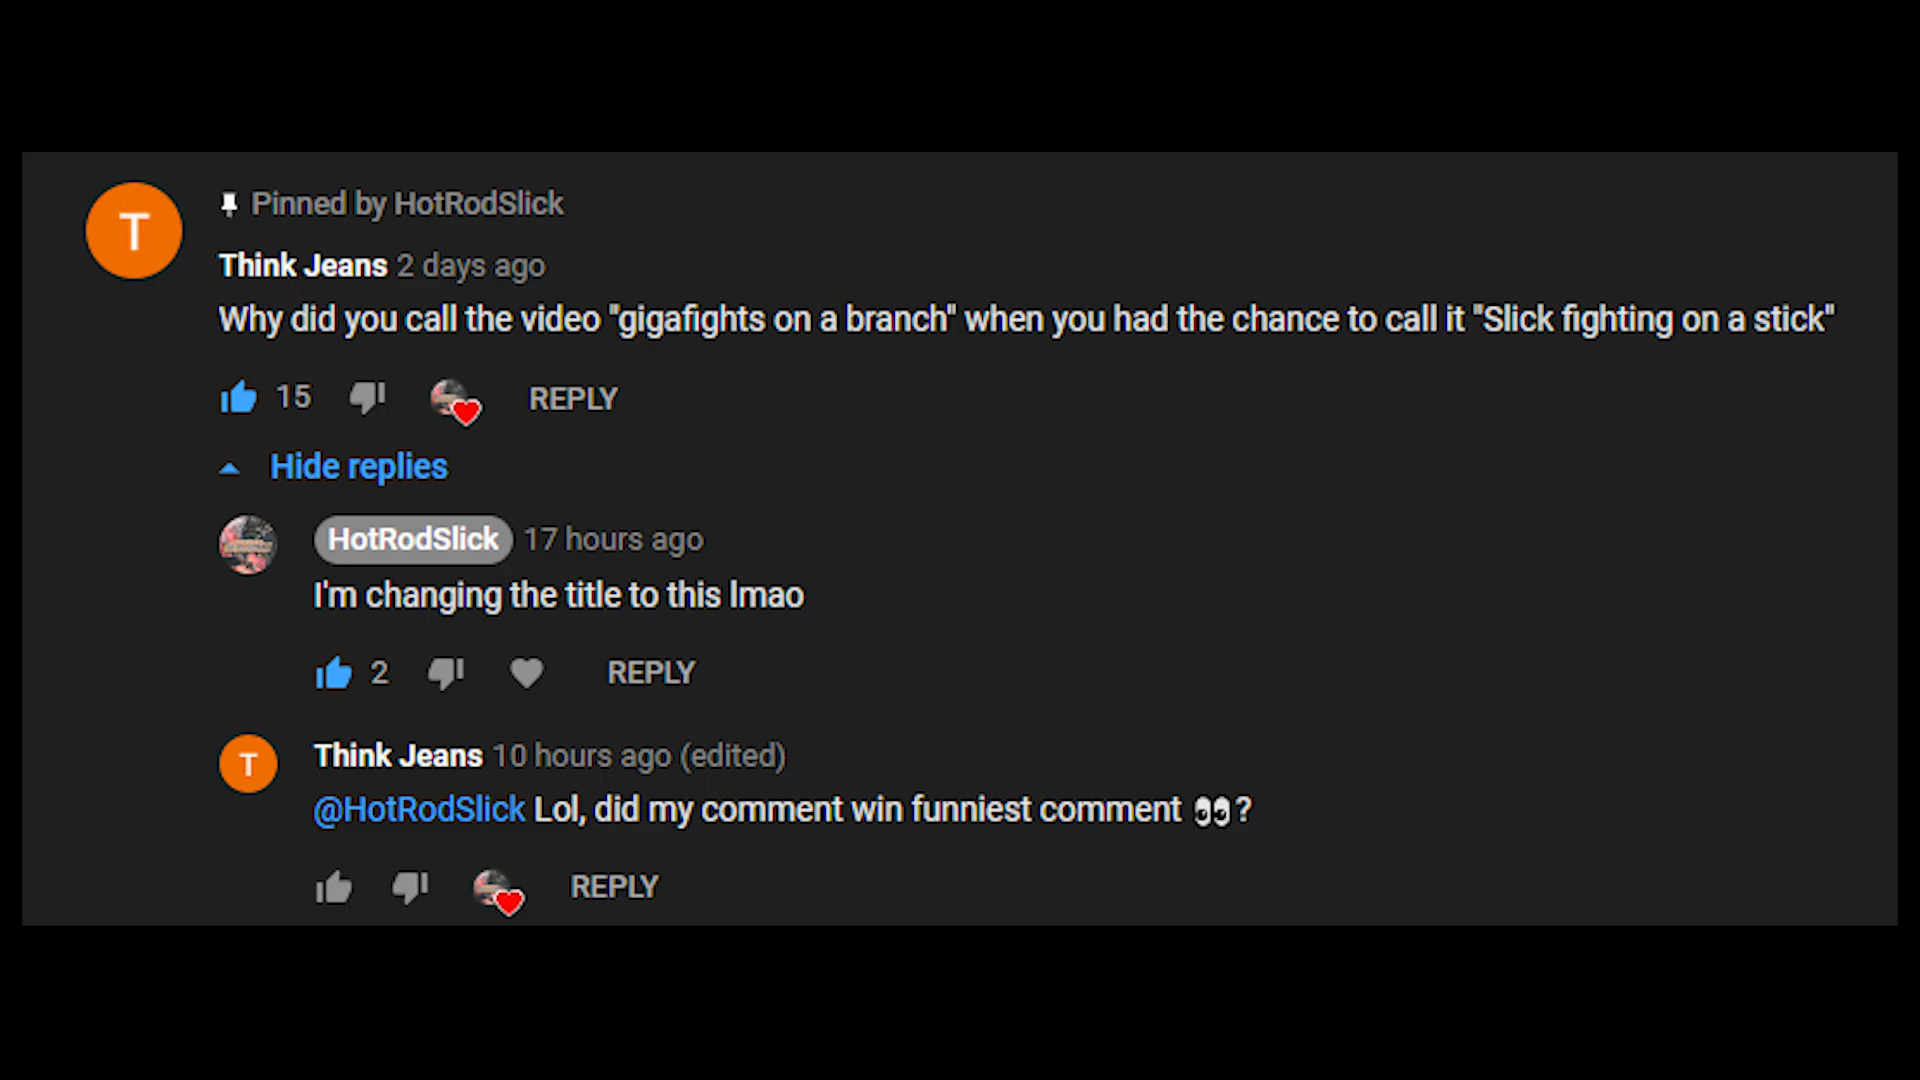 T
Pinned by HotRodSlick
Think Jeans 2 days ago
Why did you call the video "gigafights on a branch" when you had the chance to call it "Slick fighting on a stick"
15 REPLY
Hide replies
HotRodSlick 17 hours ago
I'm changing the title to this lmao
2 REPLY
T
Think Jeans 10 hours ago (edited)
@HotRodSlick Lol, did my comment win funniest comment 👀?
REPLY